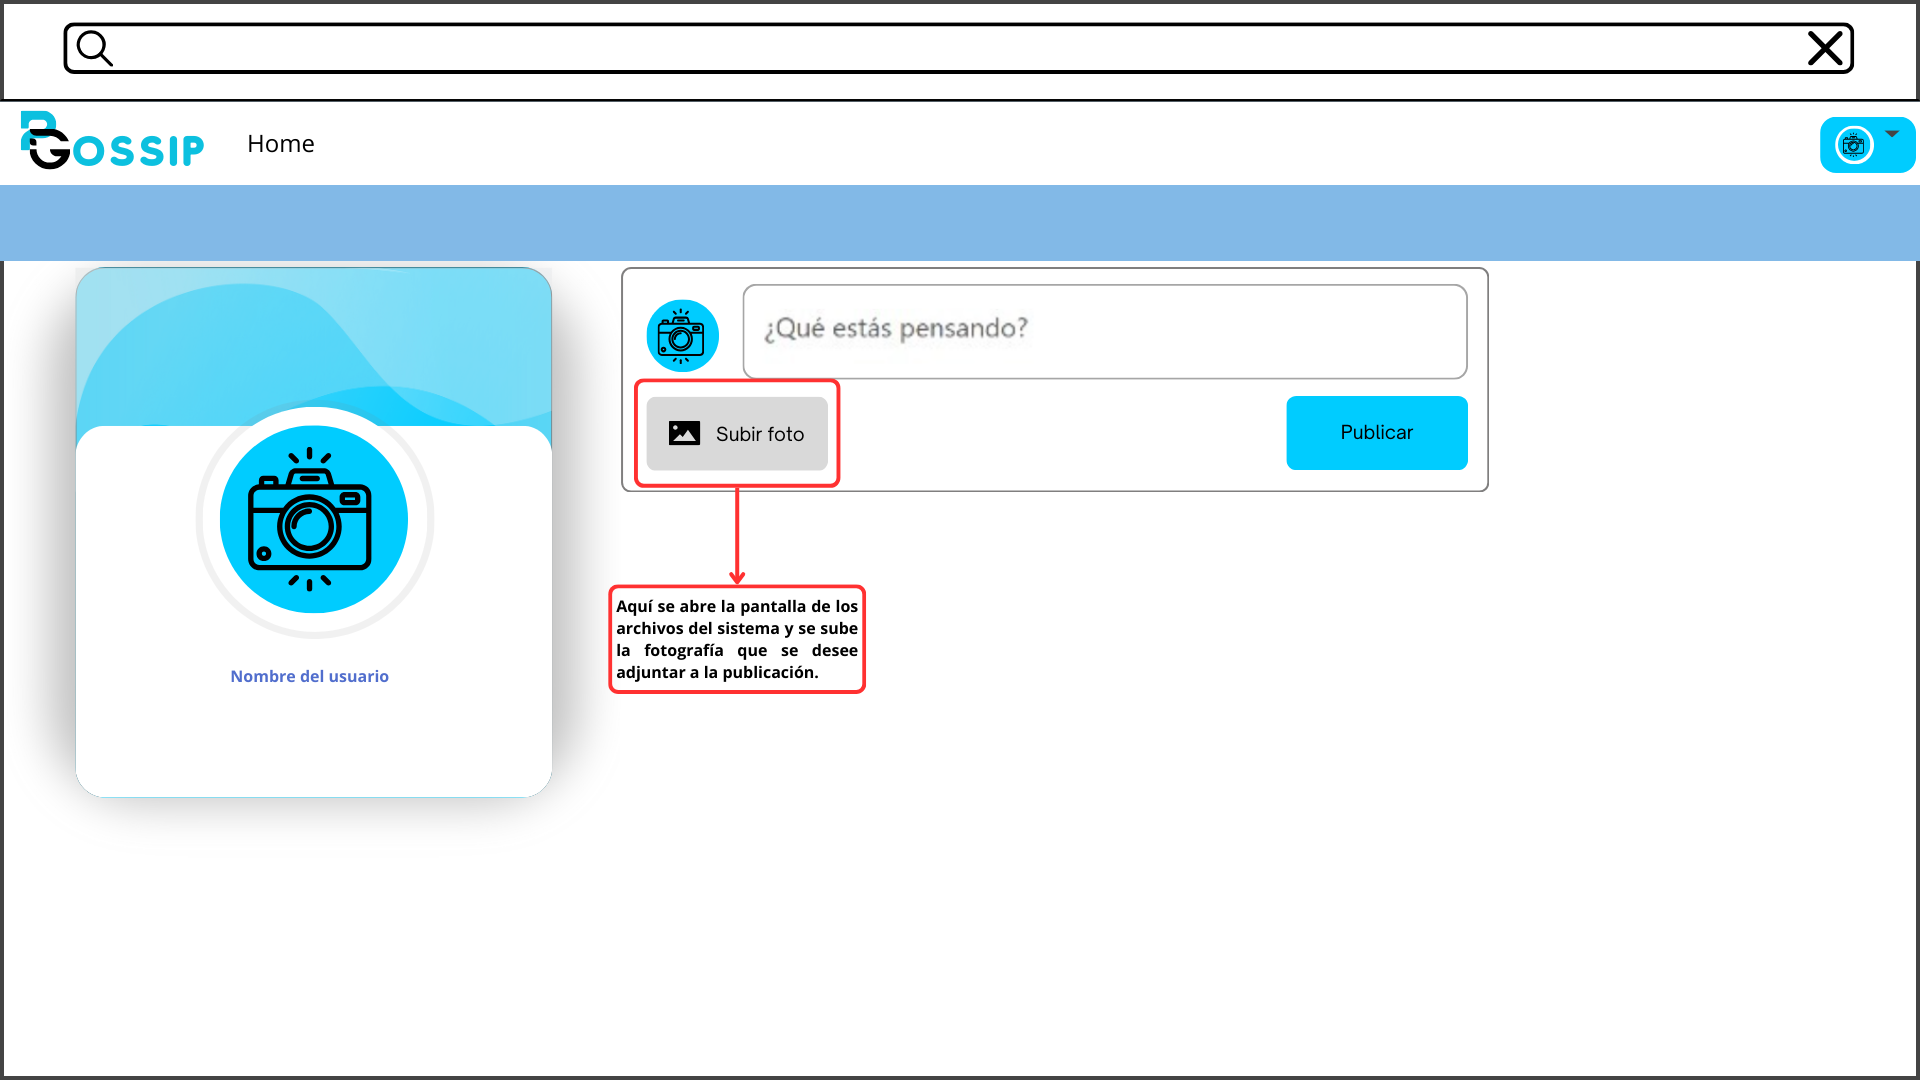 GOSSIP
Home
¿Qué estás pensando?
Subir foto
Publicar
Aquí se abre la pantalla de los
archivos del sistema y se sube
la fotografía que se desee
adjuntar a la publicación.
Nombre del usuario